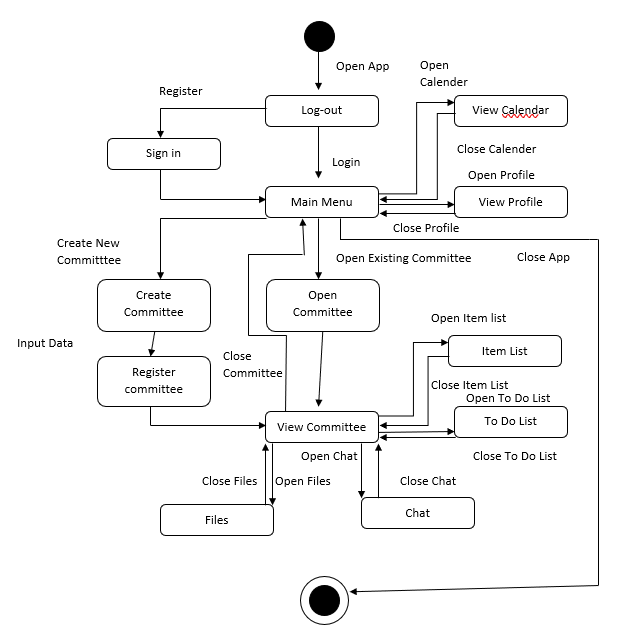 Open App
Open
Calender
Register
Log-out
View Calendar
Sign in
Login
Close Calender
Open Profile
Main Menu
View Profile
Close Profile
Create New
Committtee
Open Existing Committee
Close App
Create
Committee
Open
Committee
Open Item list
Input Data
Item List
Close
Committee
Register
committee
Close Item List
Open To Do List
View Committee
To Do List
Open Chat
Close To Do List
Close Files
Open Files
Close Chat
Files
Chat